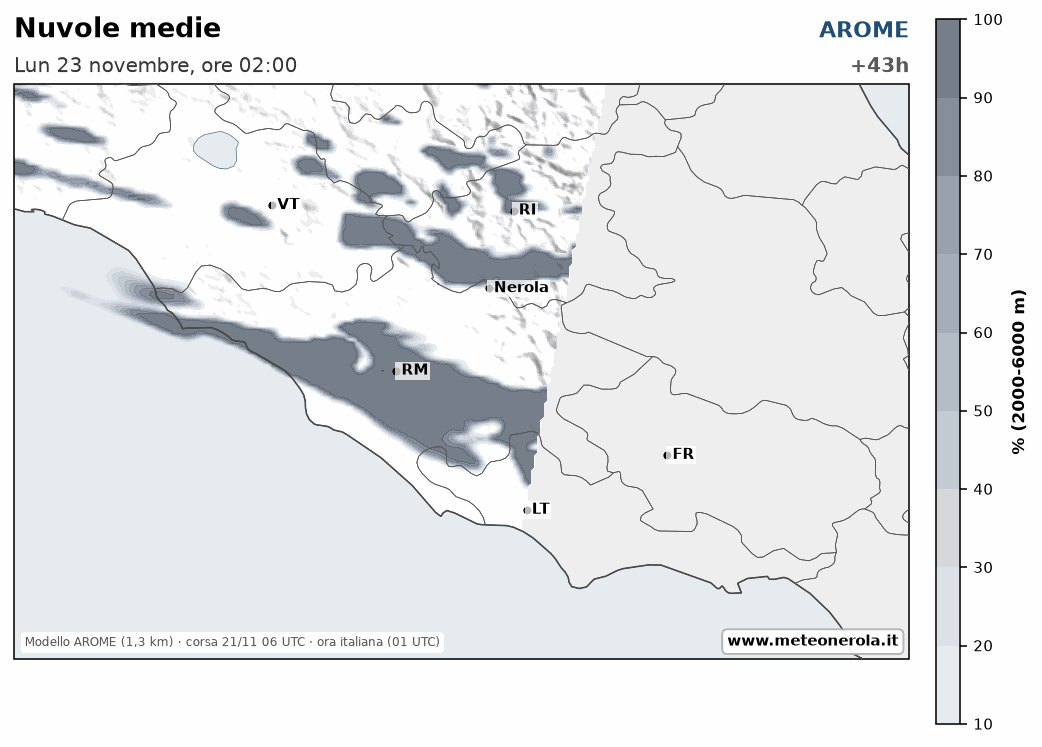 Nuvole medie
AROME
Lun 23 novembre, ore 02:00
+43h
100
90
80
70
60
50
40
30
20
10
% (2000-6000 m)
VT
RI
Nerola
RM
FR
LT
Modello AROME (1,3 km) · corsa 21/11 06 UTC · ora italiana (01 UTC)
www.meteonerola.it